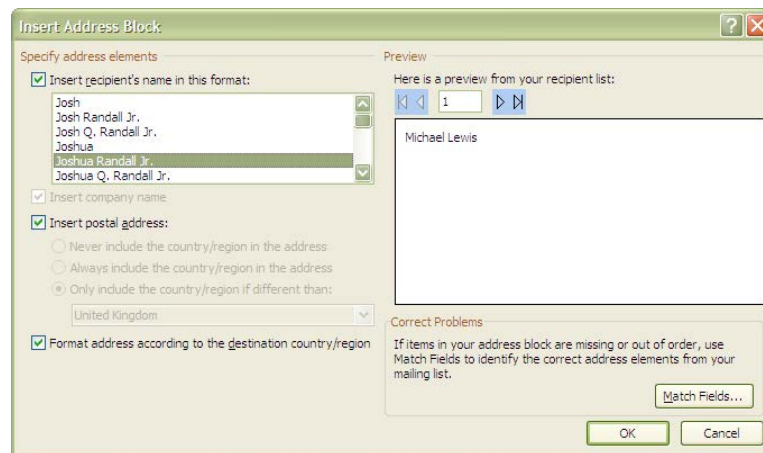 Insert Address Block
Specify address elements
Insert recipient's name in this format:
Josh
Josh Randall Jr.
Josh Q. Randall Jr.
Joshua
Joshua Randall Jr.
Joshua Q. Randall Jr.
Insert company name
Insert postal address:
Never include the country/region in the address
Always include the country/region in the address
Only include the country/region if different than:
United Kingdom
Format address according to the destination country/region
Preview
Here is a preview from your recipient list:
1
Michael Lewis
Correct Problems
If items in your address block are missing or out of order, use
Match Fields to identify the correct address elements from your
mailing list.
Match Fields...
OK
Cancel